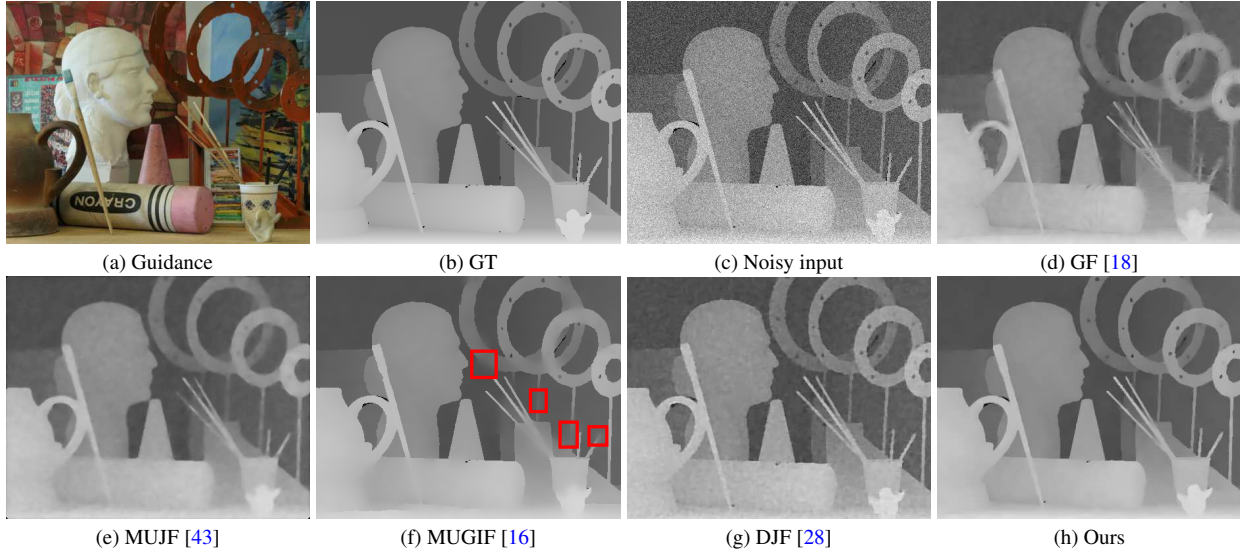 CRAYON
(a) Guidance
(b) GT
(c) Noisy input
(d) GF [18]
(e) MUJF [43]
(f) MUGIF [16]
(g) DJF [28]
(h) Ours